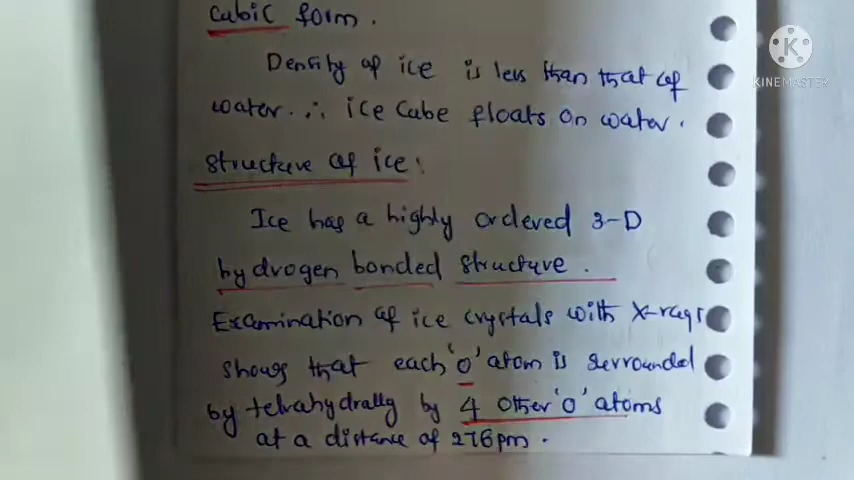 cubic form.
Density of ice is less than that of
water. ∴ ice cube floats on water.
Structure of ice:
Ice has a highly ordered 3-D
hydrogen bonded structure.
Examination of ice crystals with X-rays
shows that each 'O' atom is serrounded
by tetrahydrally by 4 other 'O' atoms
at a distance of 276pm.
K
KINEMASTER